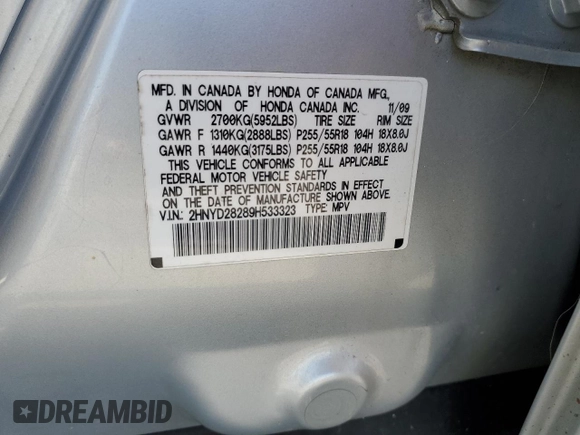 MFD. IN CANADA BY HONDA OF CANADA MFG.,
A DIVISION OF HONDA CANADA INC. 11/09
GVWR 2700KG(5952LBS) TIRE SIZE RIM SIZE
GAWR F 1310KG(2888LBS) P255/55R18 104H 18X8.0J
GAWR R 1440KG(3175LBS) P255/55R18 104H 18X8.0J
THIS VEHICLE CONFORMS TO ALL APPLICABLE
FEDERAL MOTOR VEHICLE SAFETY
AND THEFT PREVENTION STANDARDS IN EFFECT
ON THE DATE OF MANUFACTURE SHOWN ABOVE.
V.I.N: 2HNYD28289H533323 TYPE: MPV
DREAMBID